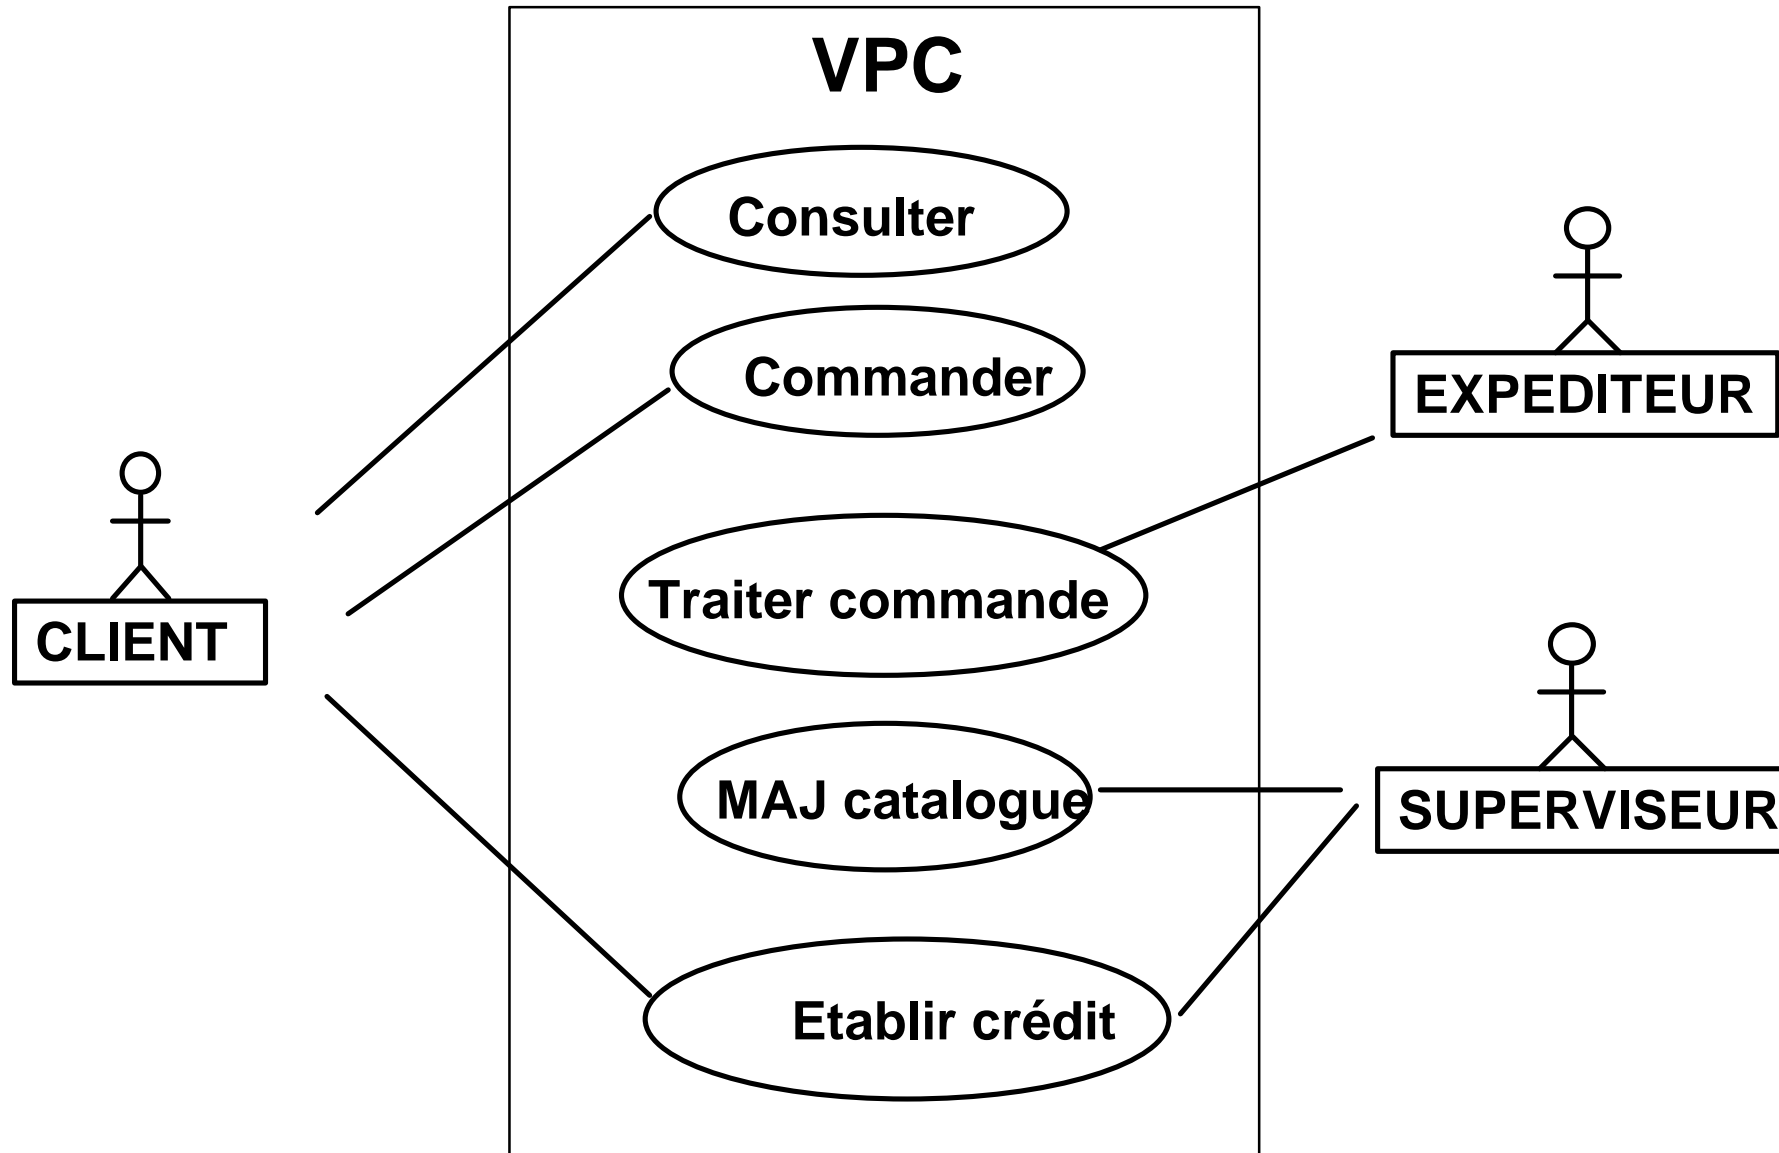 VPC
Consulter
Commander
EXPEDITEUR
Traiter commande
CLIENT
MAJ catalogue
SUPERVISEUR
Etablir crédit